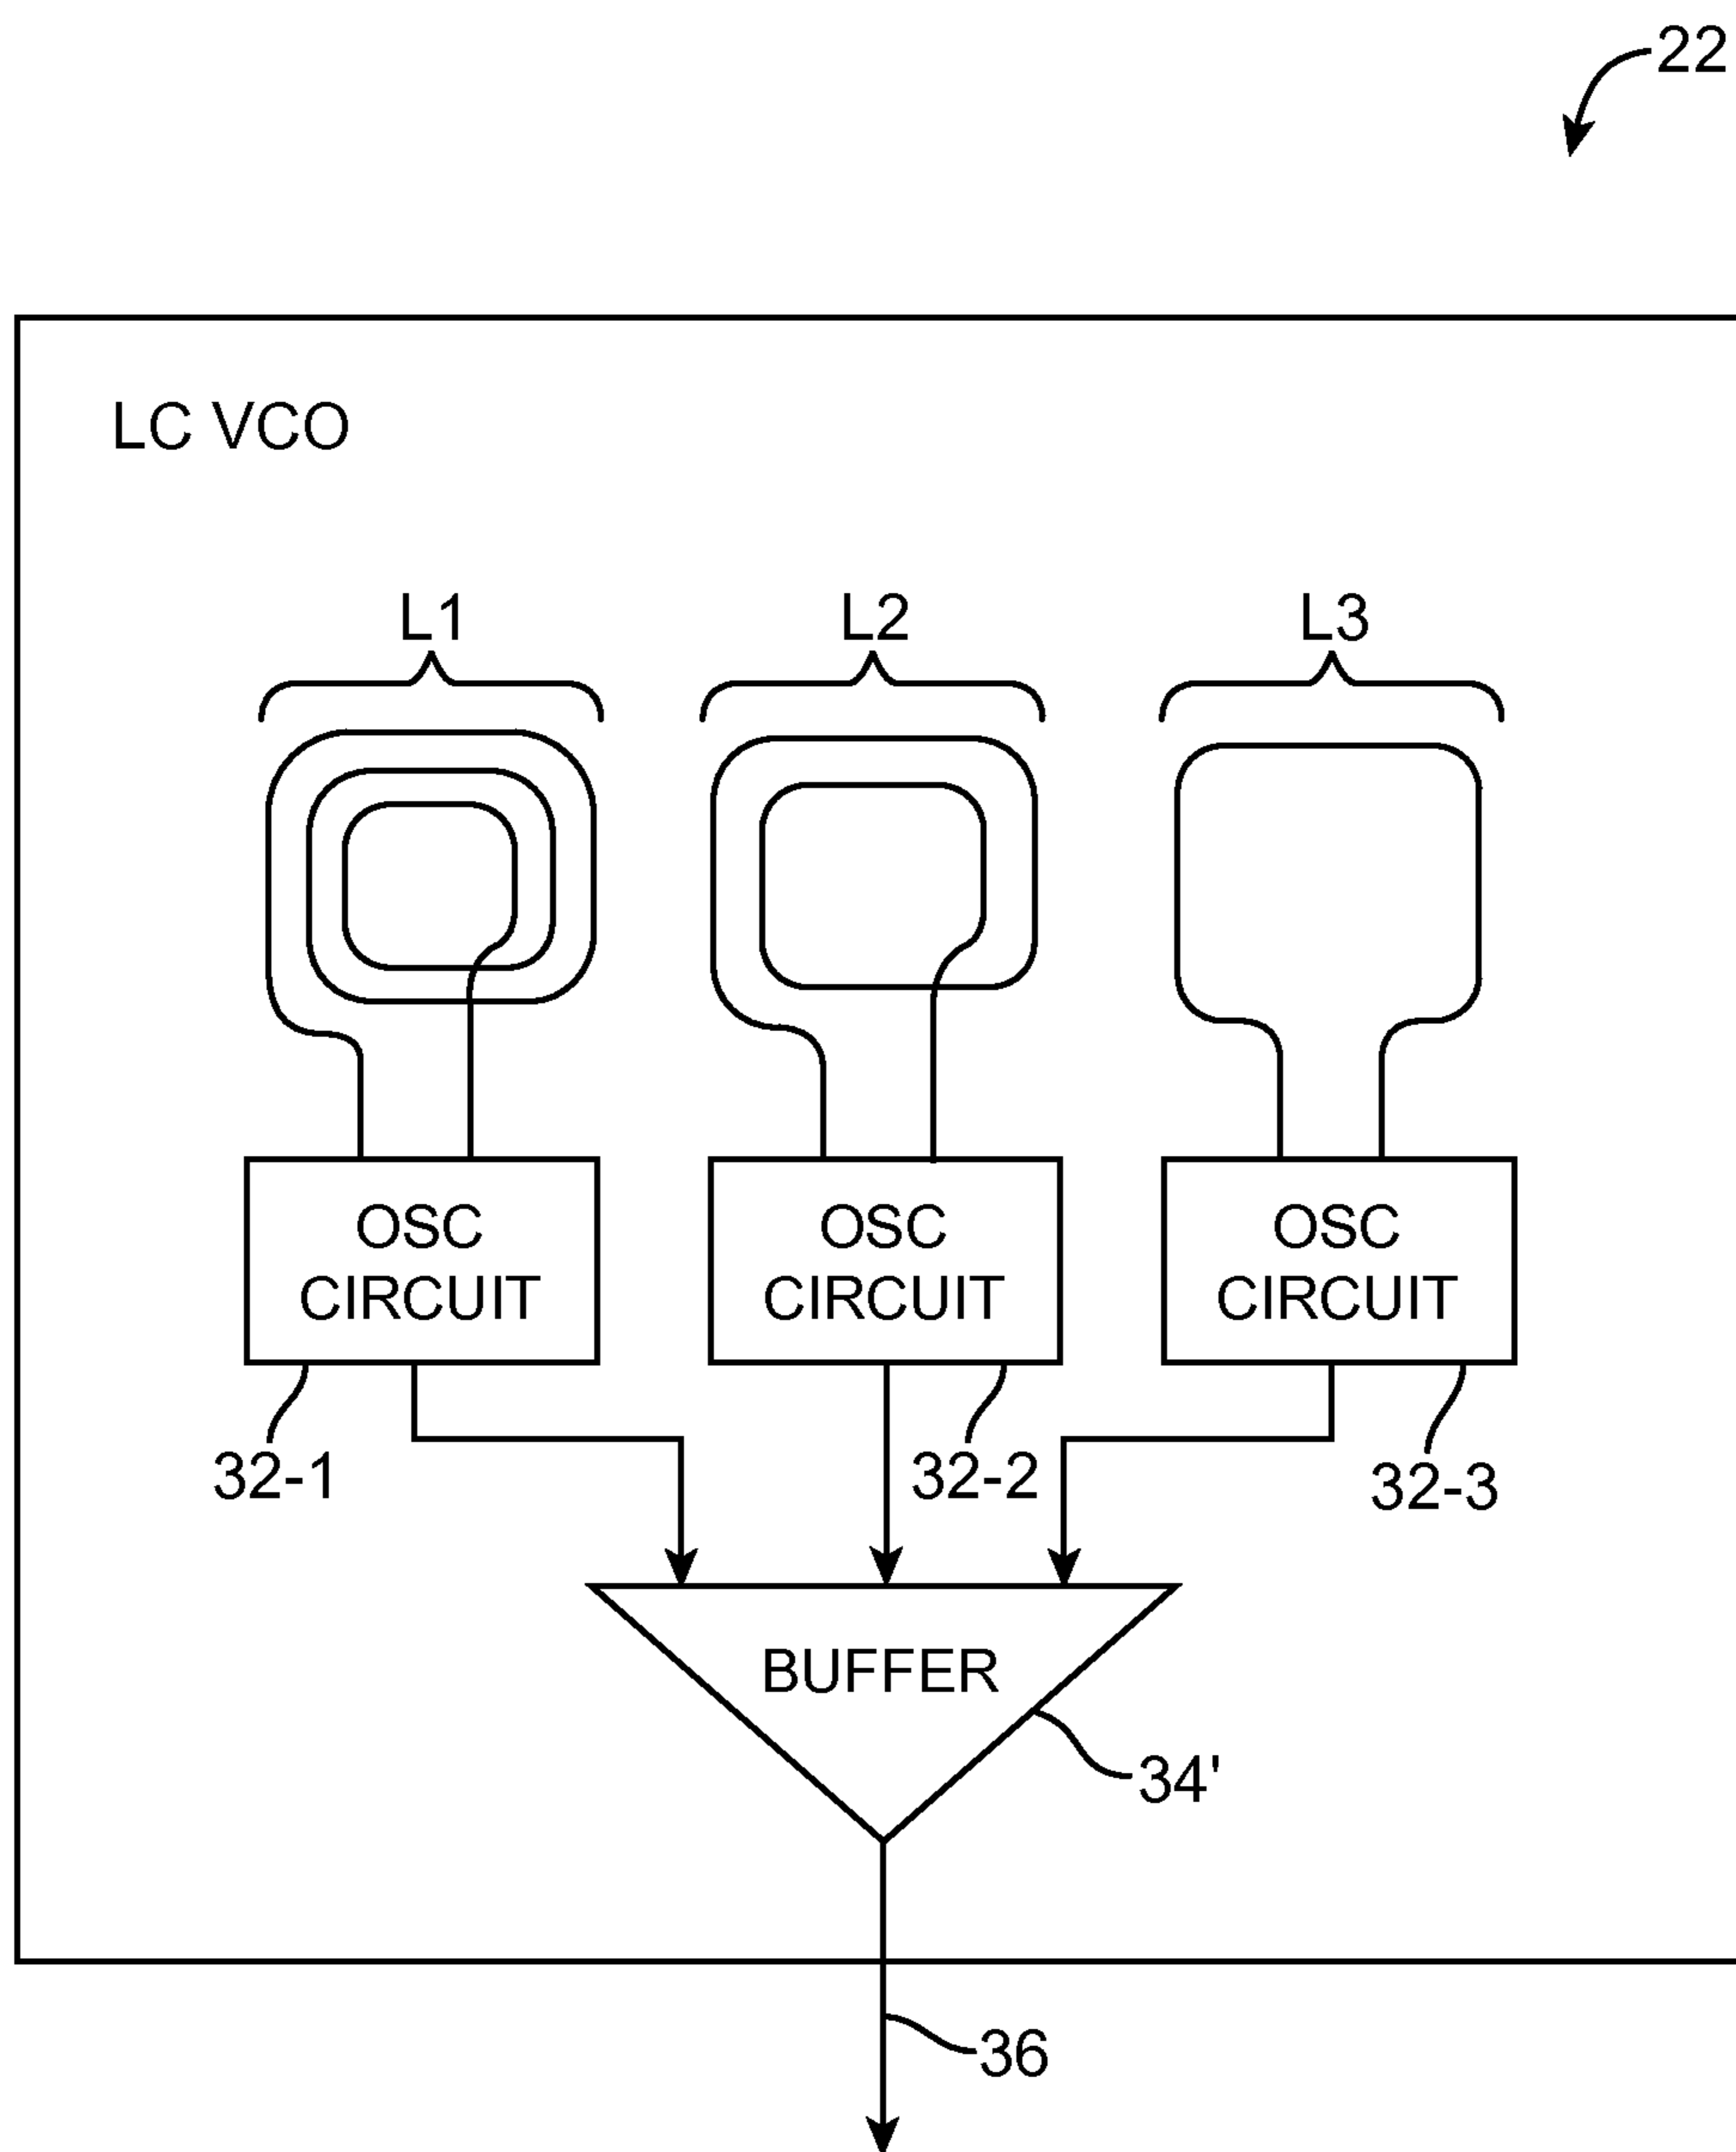 22
LC VCO
L1
L2
L3
OSC
CIRCUIT
OSC
CIRCUIT
OSC
CIRCUIT
32-1
32-2
32-3
BUFFER
34'
36